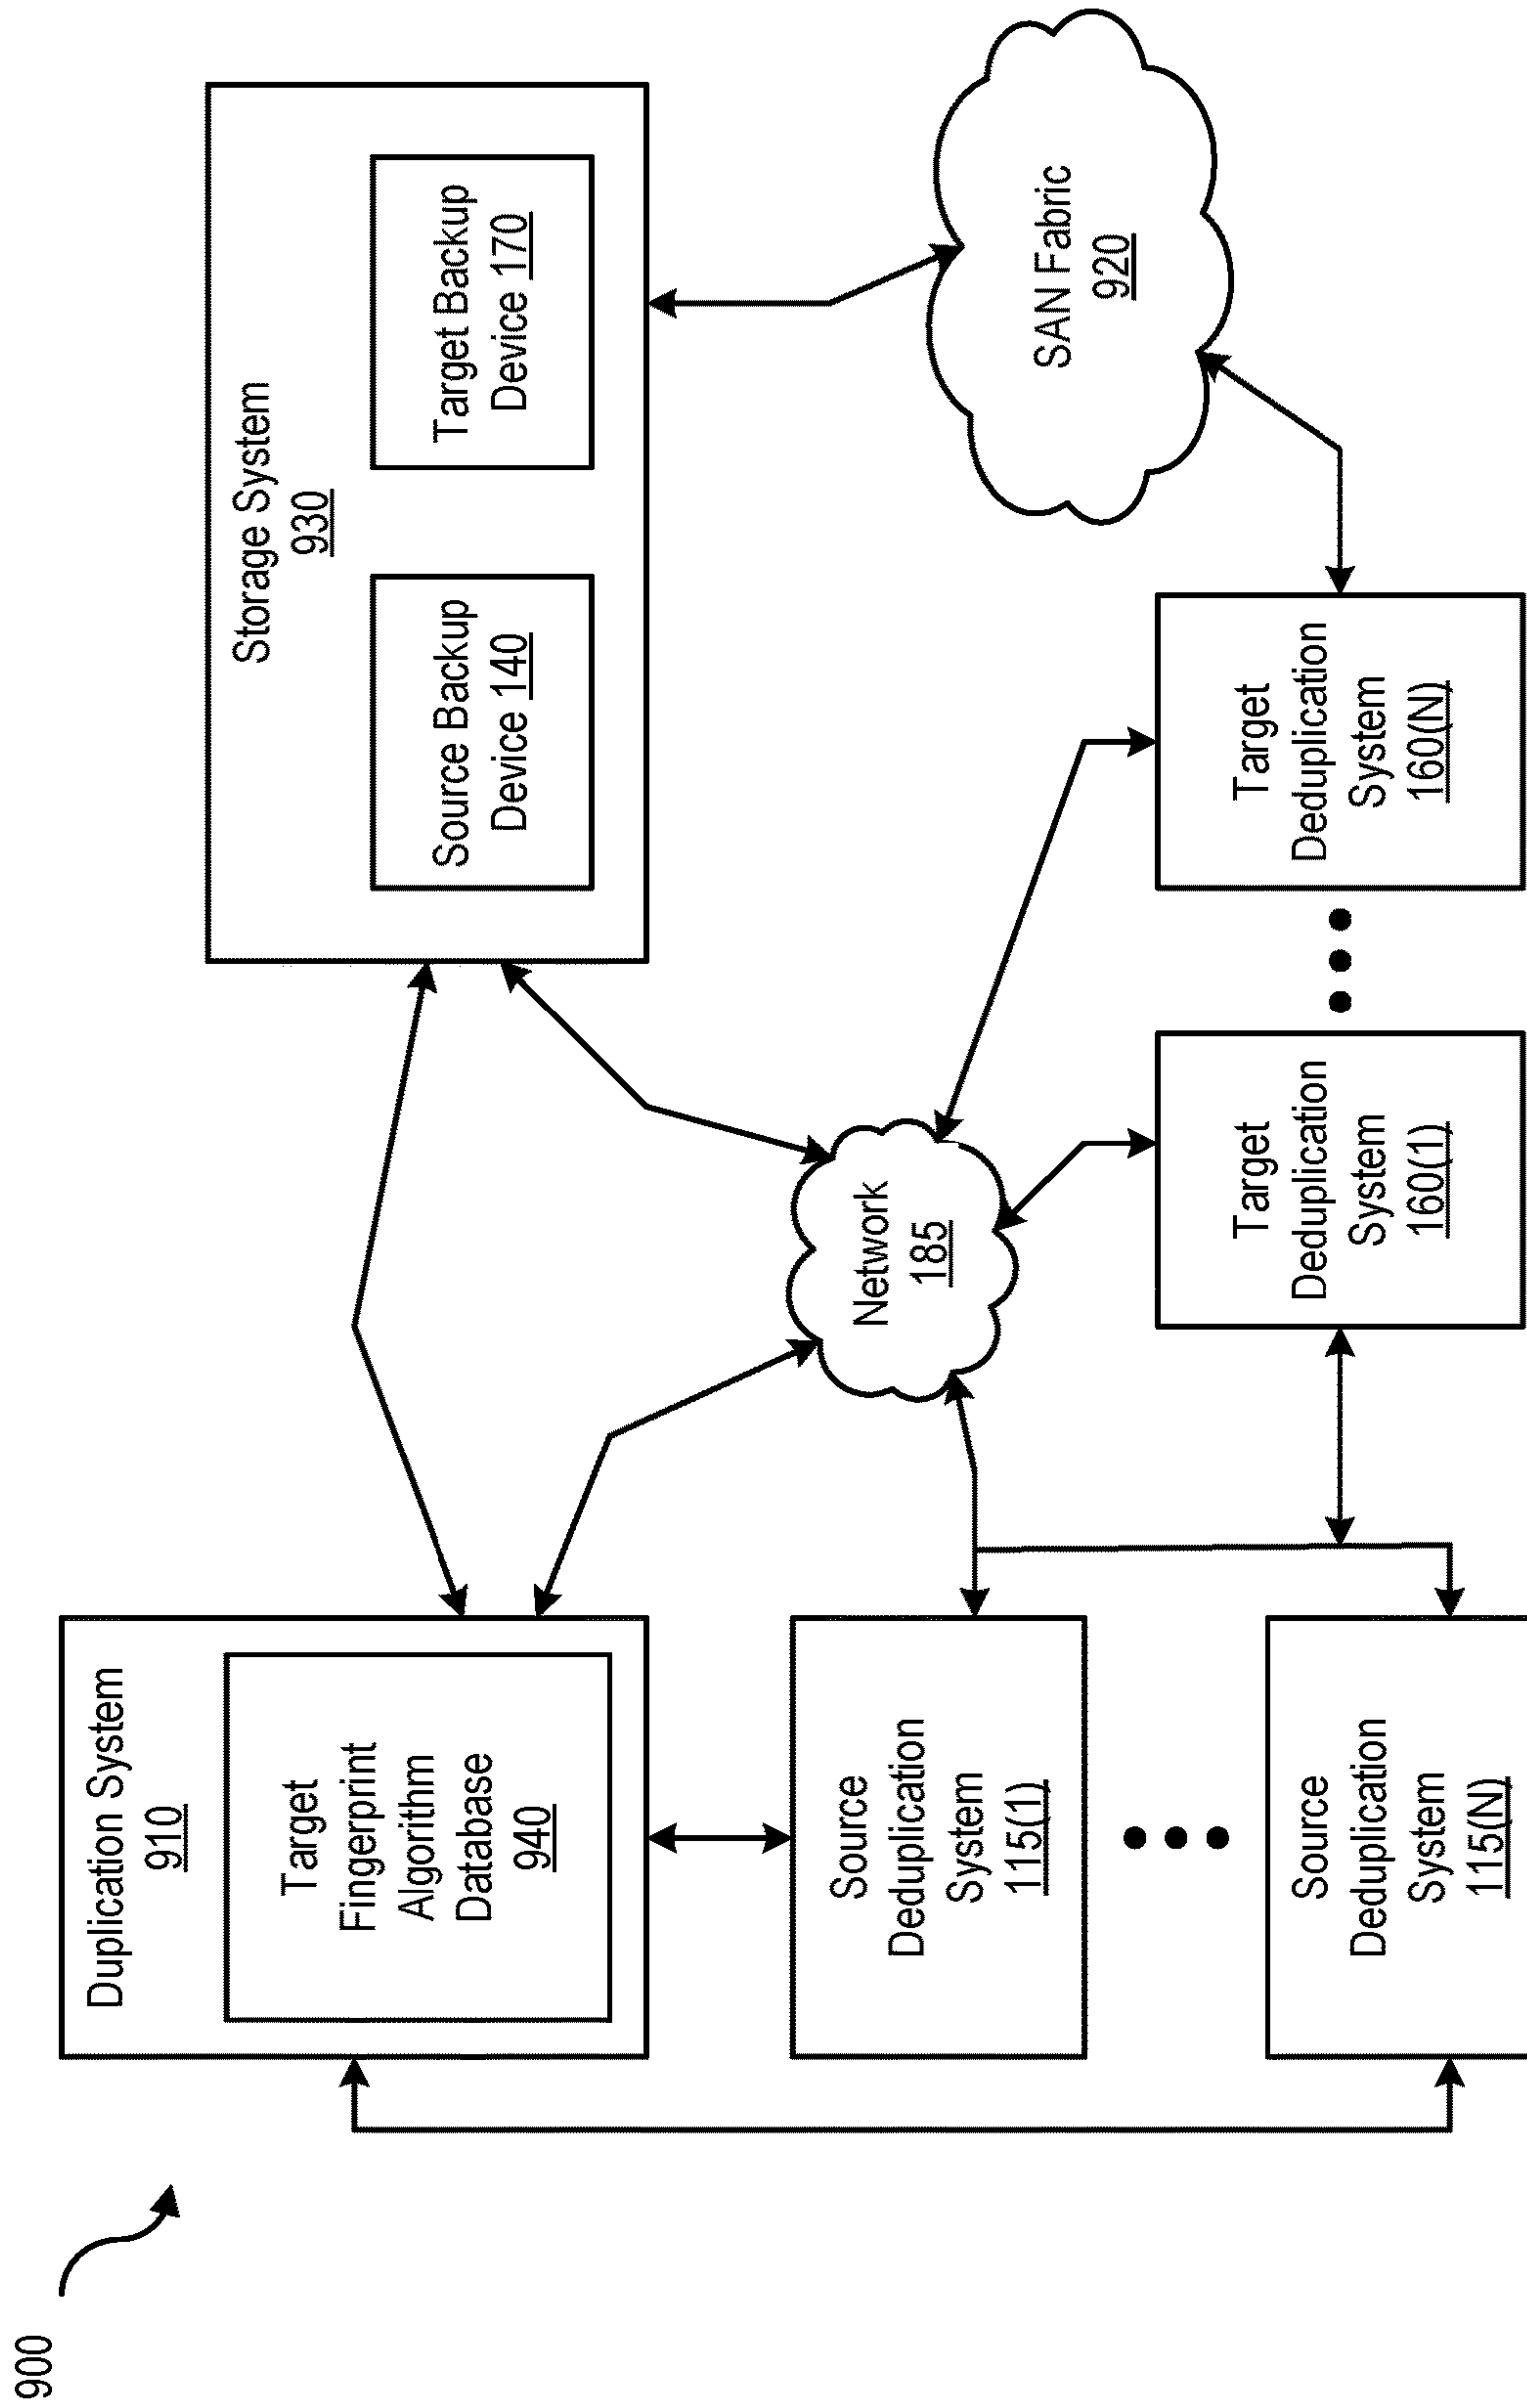 900
Duplication System
910
Target
Fingerprint
Algorithm
Database
940
Storage System
930
Source Backup
Device 140
Target Backup
Device 170
Network
185
SAN Fabric
920
Source
Deduplication
System
115(1)
Source
Deduplication
System
115(N)
Target
Deduplication
System
160(1)
Target
Deduplication
System
160(N)